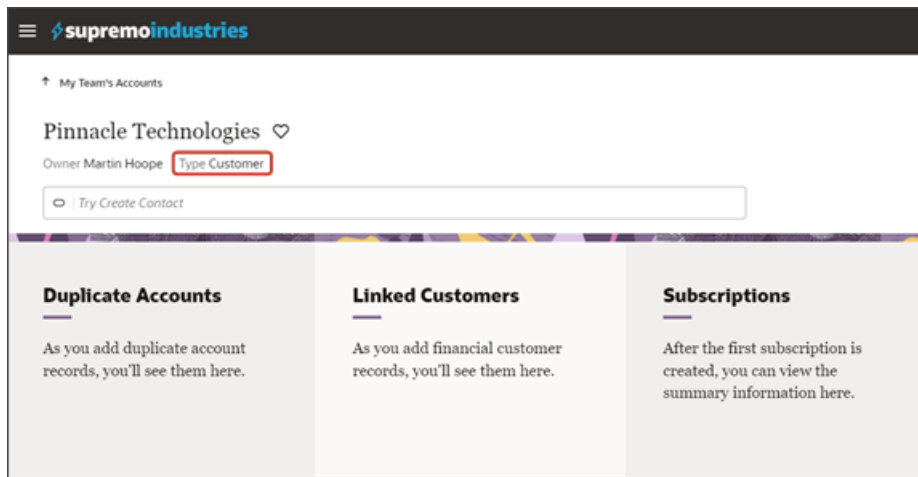 supremoindustries
My Team's Accounts
Pinnacle Technologies
Owner Martin Hoope Type Customer
Try Create Contact
Duplicate Accounts
As you add duplicate account
records, you'll see them here.
Linked Customers
As you add financial customer
records, you'll see them here.
Subscriptions
After the first subscription is
created, you can view the
summary information here.